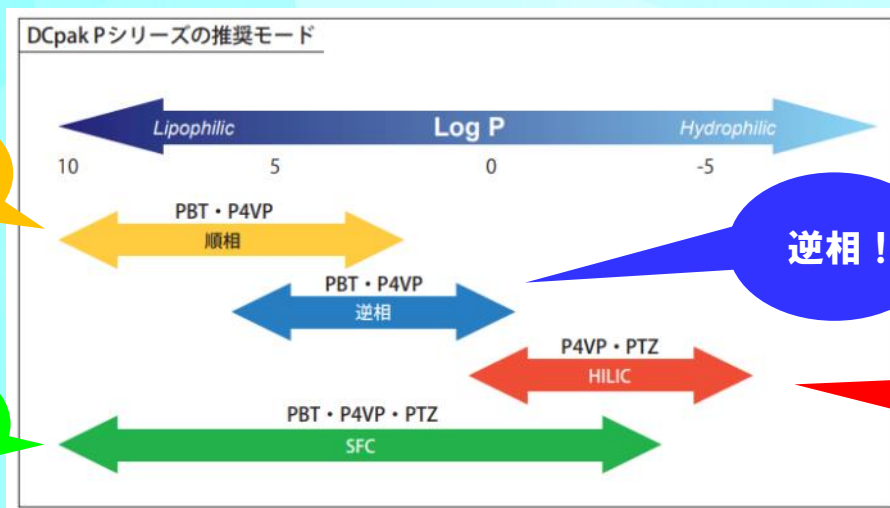 DCpak Pシリーズの推奨モード
Lipophilic Log P Hydrophilic
10 5 0 -5
PBT・P4VP
順相
逆相！
PBT・P4VP
逆相
P4VP・PTZ
HILIC
PBT・P4VP・PTZ
SFC